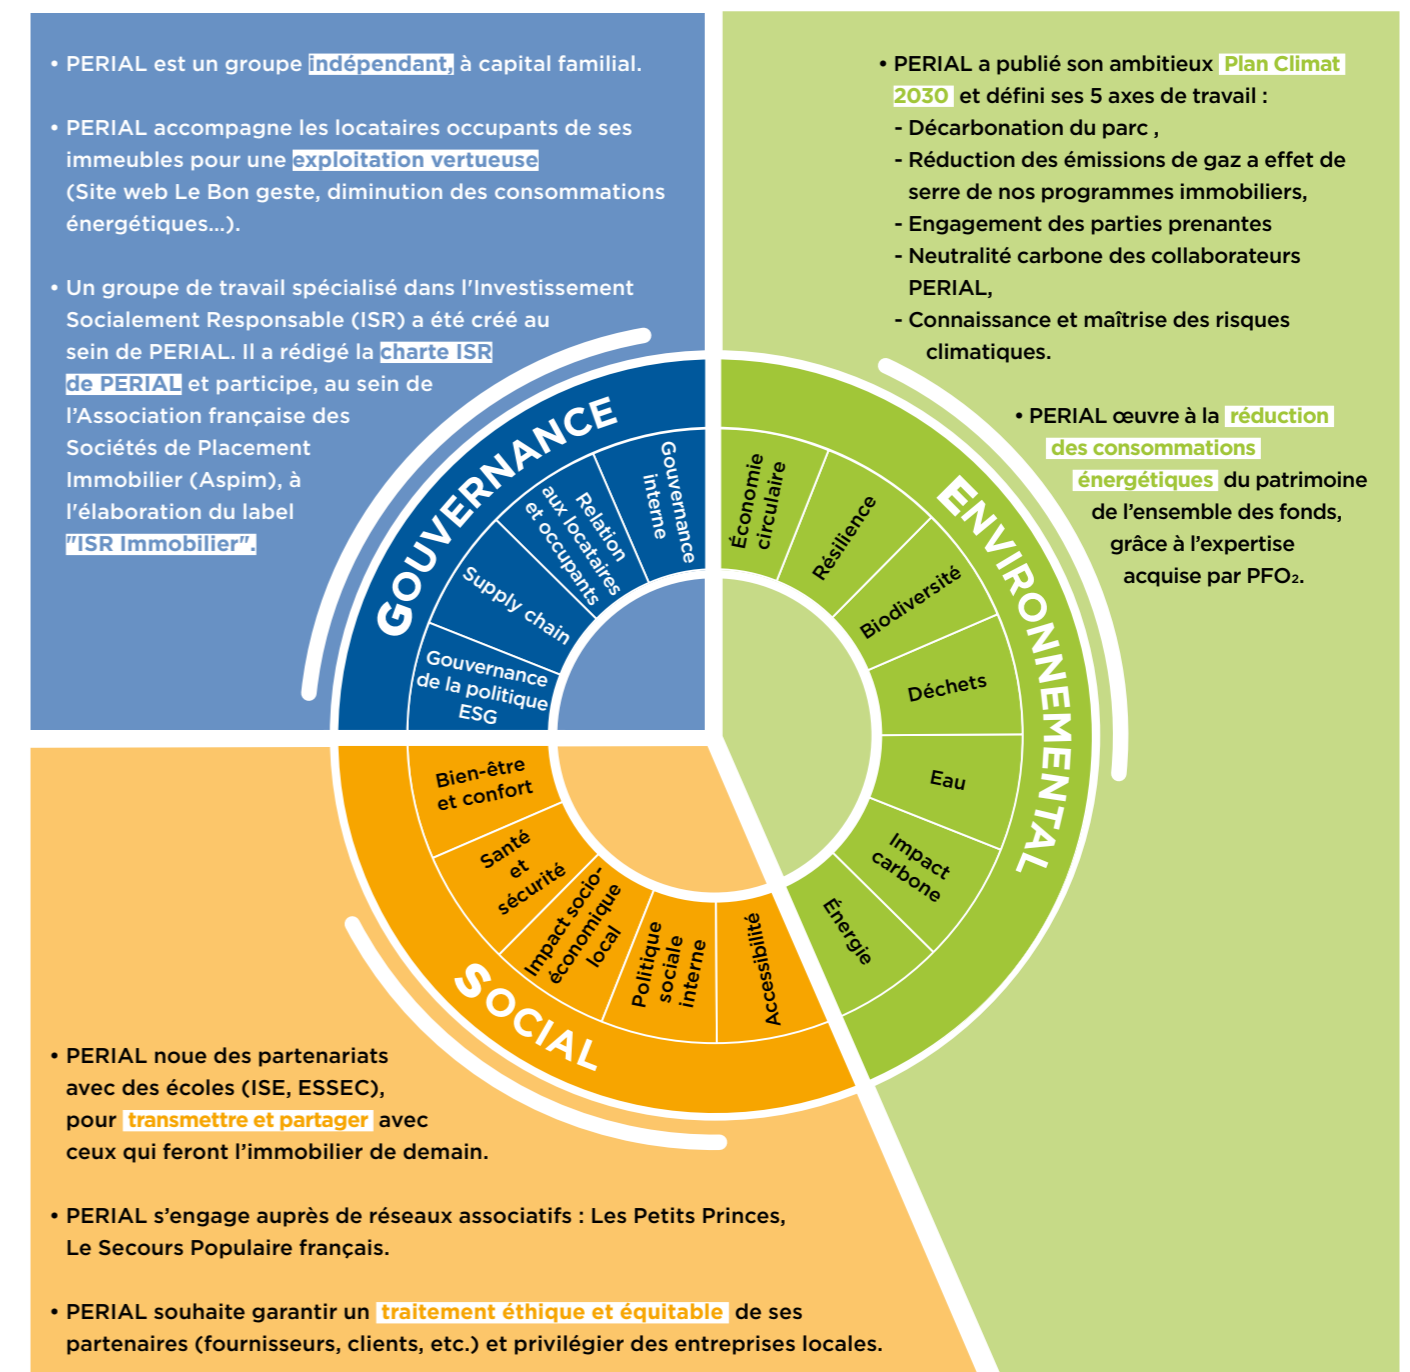 • PERIAL est un groupe indépendant, à capital familial.
• PERIAL accompagne les locataires occupants de ses
immeubles pour une exploitation vertueuse
(Site web Le Bon geste, diminution des consommations
énergétiques...).
• Un groupe de travail spécialisé dans l'Investissement
Socialement Responsable (ISR) a été créé au
sein de PERIAL. Il a rédigé la charte ISR
de PERIAL et participe, au sein de
l’Association française des
Sociétés de Placement
Immobilier (Aspim), à
l'élaboration du label
"ISR Immobilier".
• PERIAL a publié son ambitieux Plan Climat
2030 et défini ses 5 axes de travail :
- Décarbonation du parc ,
- Réduction des émissions de gaz a effet de
serre de nos programmes immobiliers,
- Engagement des parties prenantes
- Neutralité carbone des collaborateurs
PERIAL,
- Connaissance et maîtrise des risques
climatiques.
• PERIAL œuvre à la réduction
des consommations
énergétiques du patrimoine
de l’ensemble des fonds,
grâce à l’expertise
acquise par PFO₂.
GOUVERNANCE
Gouvernance
interne
Relation
aux locataires
et occupants
Supply chain
Gouvernance
de la politique
ESG
ENVIRONNEMENTAL
Économie
circulaire
Résilience
Biodiversité
Déchets
Eau
Impact
carbone
Énergie
SOCIAL
Bien-être
et confort
Santé
et
sécurité
Impact socio-
économique
local
Politique
sociale
interne
Accessibilité
• PERIAL noue des partenariats
avec des écoles (ISE, ESSEC),
pour transmettre et partager avec
ceux qui feront l’immobilier de demain.
• PERIAL s’engage auprès de réseaux associatifs : Les Petits Princes,
Le Secours Populaire français.
• PERIAL souhaite garantir un traitement éthique et équitable de ses
partenaires (fournisseurs, clients, etc.) et privilégier des entreprises locales.